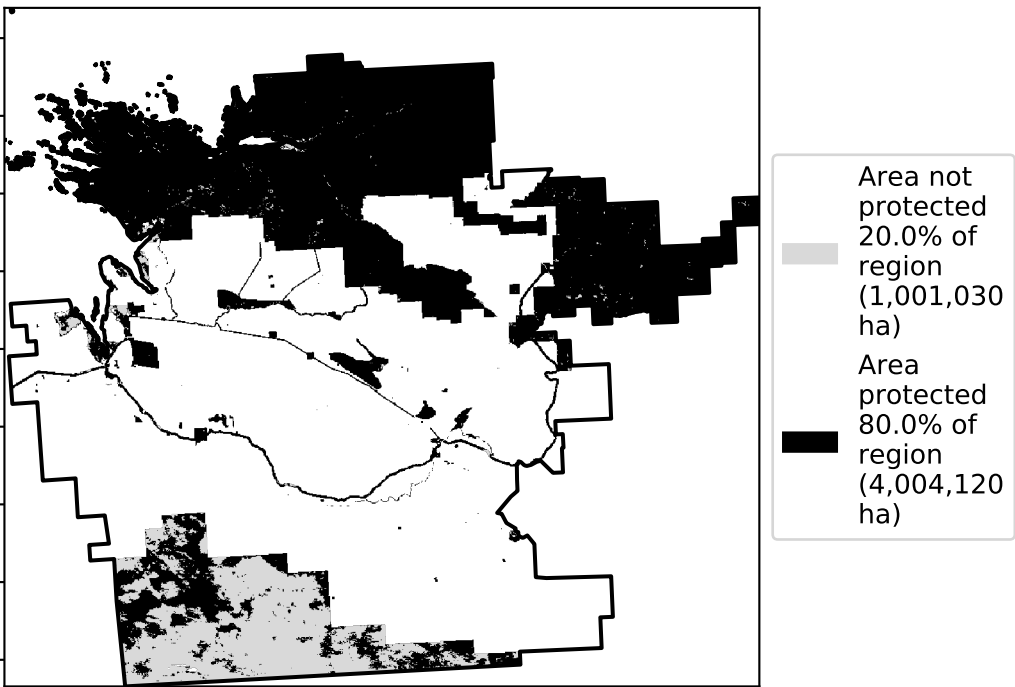 Area not
protected
20.0% of
region
(1,001,030
ha)
Area
protected
80.0% of
region
(4,004,120
ha)